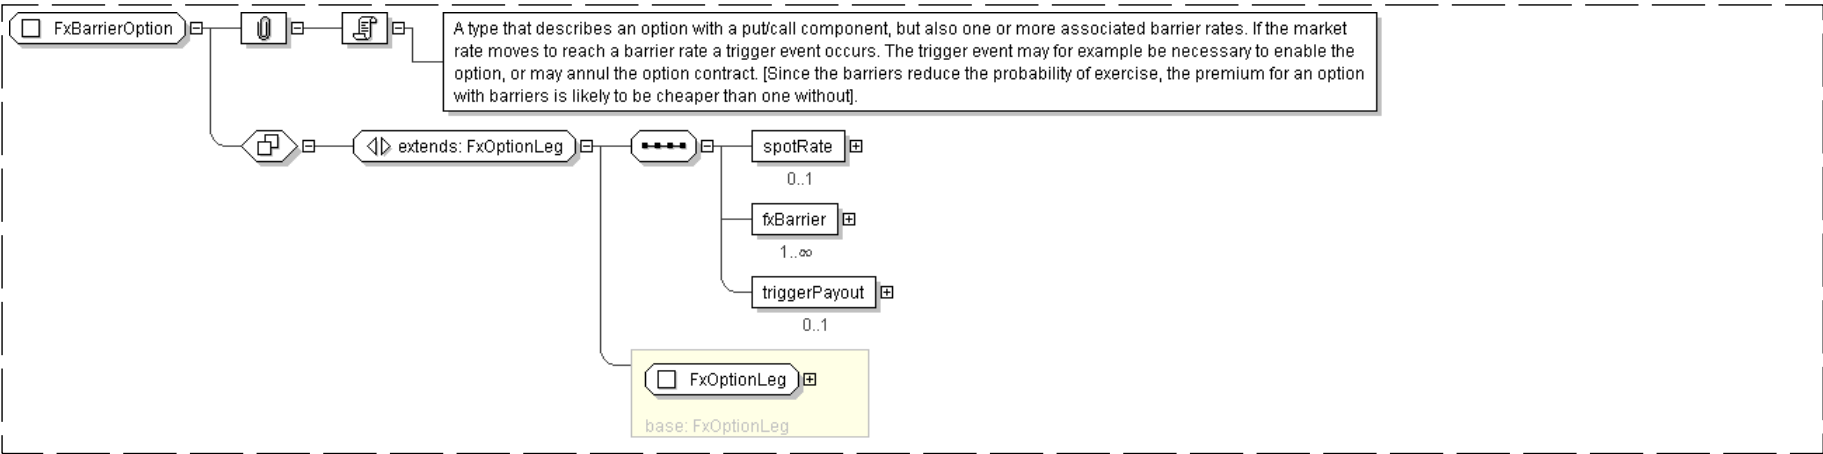 FxBarrierOption
A type that describes an option with a put/call component, but also one or more associated barrier rates. If the market
rate moves to reach a barrier rate a trigger event occurs. The trigger event may for example be necessary to enable the
option, or may annul the option contract. [Since the barriers reduce the probability of exercise, the premium for an option
with barriers is likely to be cheaper than one without].
extends: FxOptionLeg
spotRate
0..1
fxBarrier
1..∞
triggerPayout
0..1
FxOptionLeg
base: FxOptionLeg